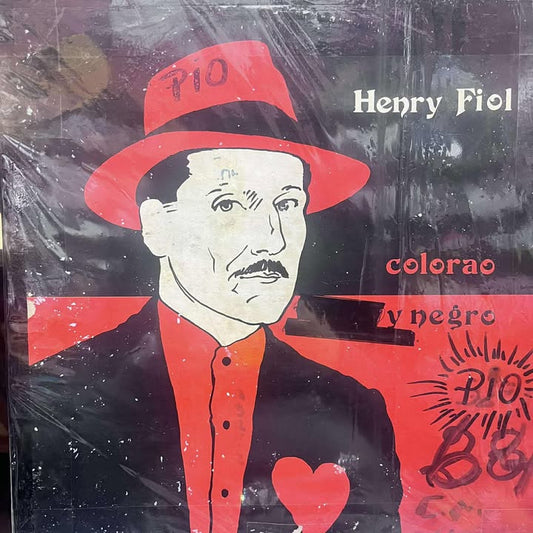 PIO
Henry Fiol
colorao
y negro
PIO